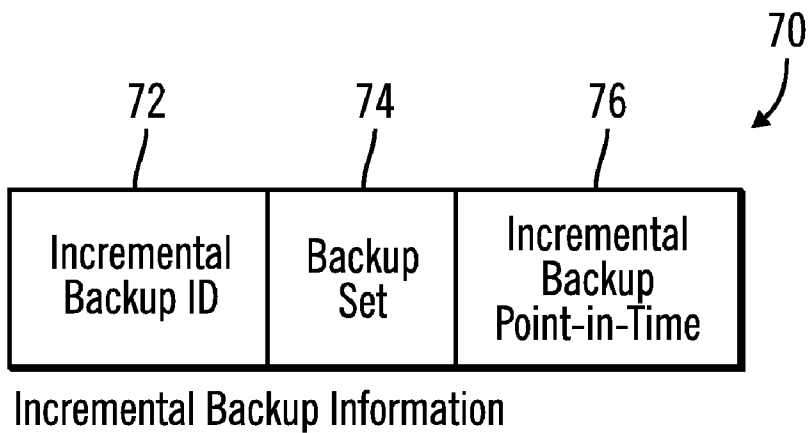 70
72 74 76
Incremental Backup ID
Backup Set
Incremental Backup Point-in-Time
Incremental Backup Information